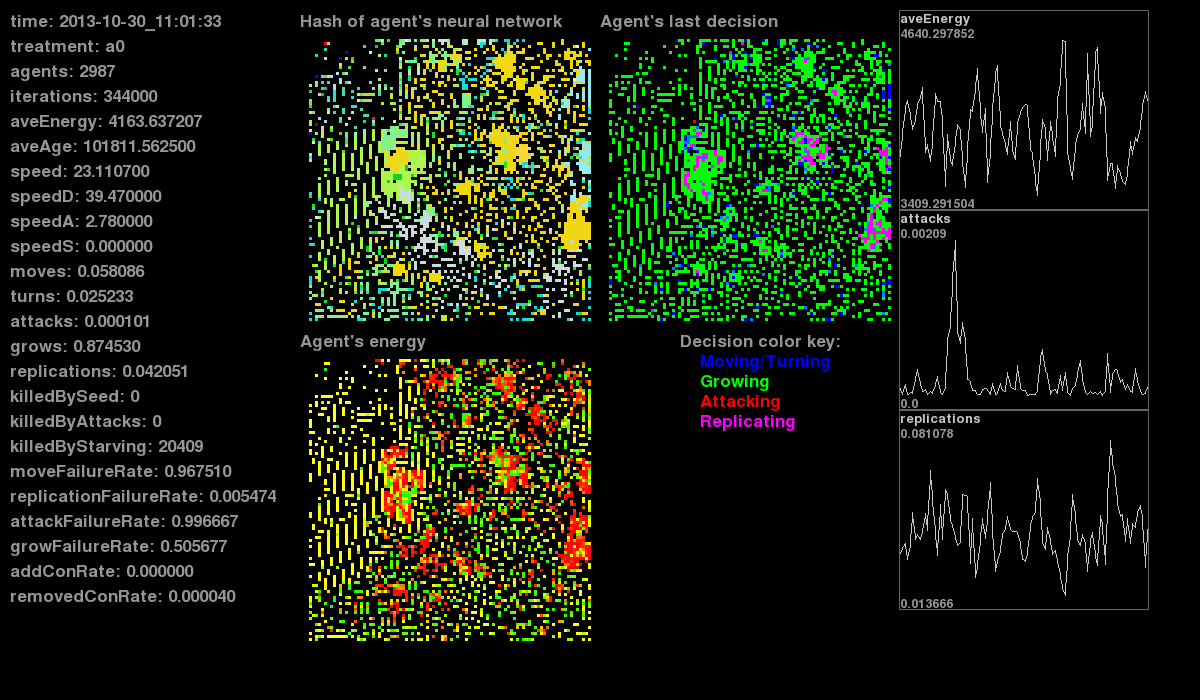 time: 2013-10-30_11:01:33
treatment: a0
agents: 2987
iterations: 344000
aveEnergy: 4163.637207
aveAge: 101811.562500
speed: 23.110700
speedD: 39.470000
speedA: 2.780000
speedS: 0.000000
moves: 0.058086
turns: 0.025233
attacks: 0.000101
grows: 0.874530
replications: 0.042051
killedBySeed: 0
killedByAttacks: 0
killedByStarving: 20409
moveFailureRate: 0.967510
replicationFailureRate: 0.005474
attackFailureRate: 0.996667
growFailureRate: 0.505677
addConRate: 0.000000
removedConRate: 0.000040
Hash of agent's neural network
Agent's last decision
Agent's energy
Decision color key:
Moving/Turning
Growing
Attacking
Replicating
aveEnergy
4640.297852
3409.291504
attacks
0.00209
0.0
replications
0.081078
0.013666